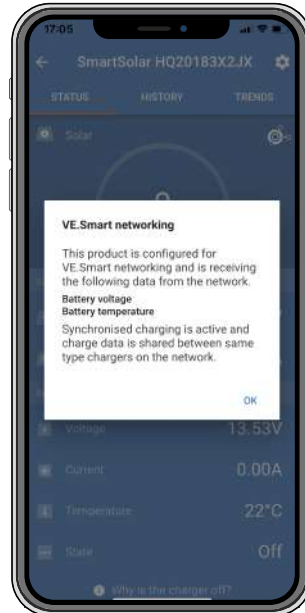 17:05
SmartSolar HQ20183X2JX
STATUS HISTORY TRENDS
Solar
VE.Smart networking
This product is configured for
VE.Smart networking and is receiving
the following data from the network.
Battery voltage
Battery temperature
Synchronised charging is active and
charge data is shared between same
type chargers on the network.
OK
Voltage 13.53V
Current 0.00A
Temperature 22°C
State Off
Why is the charger off?